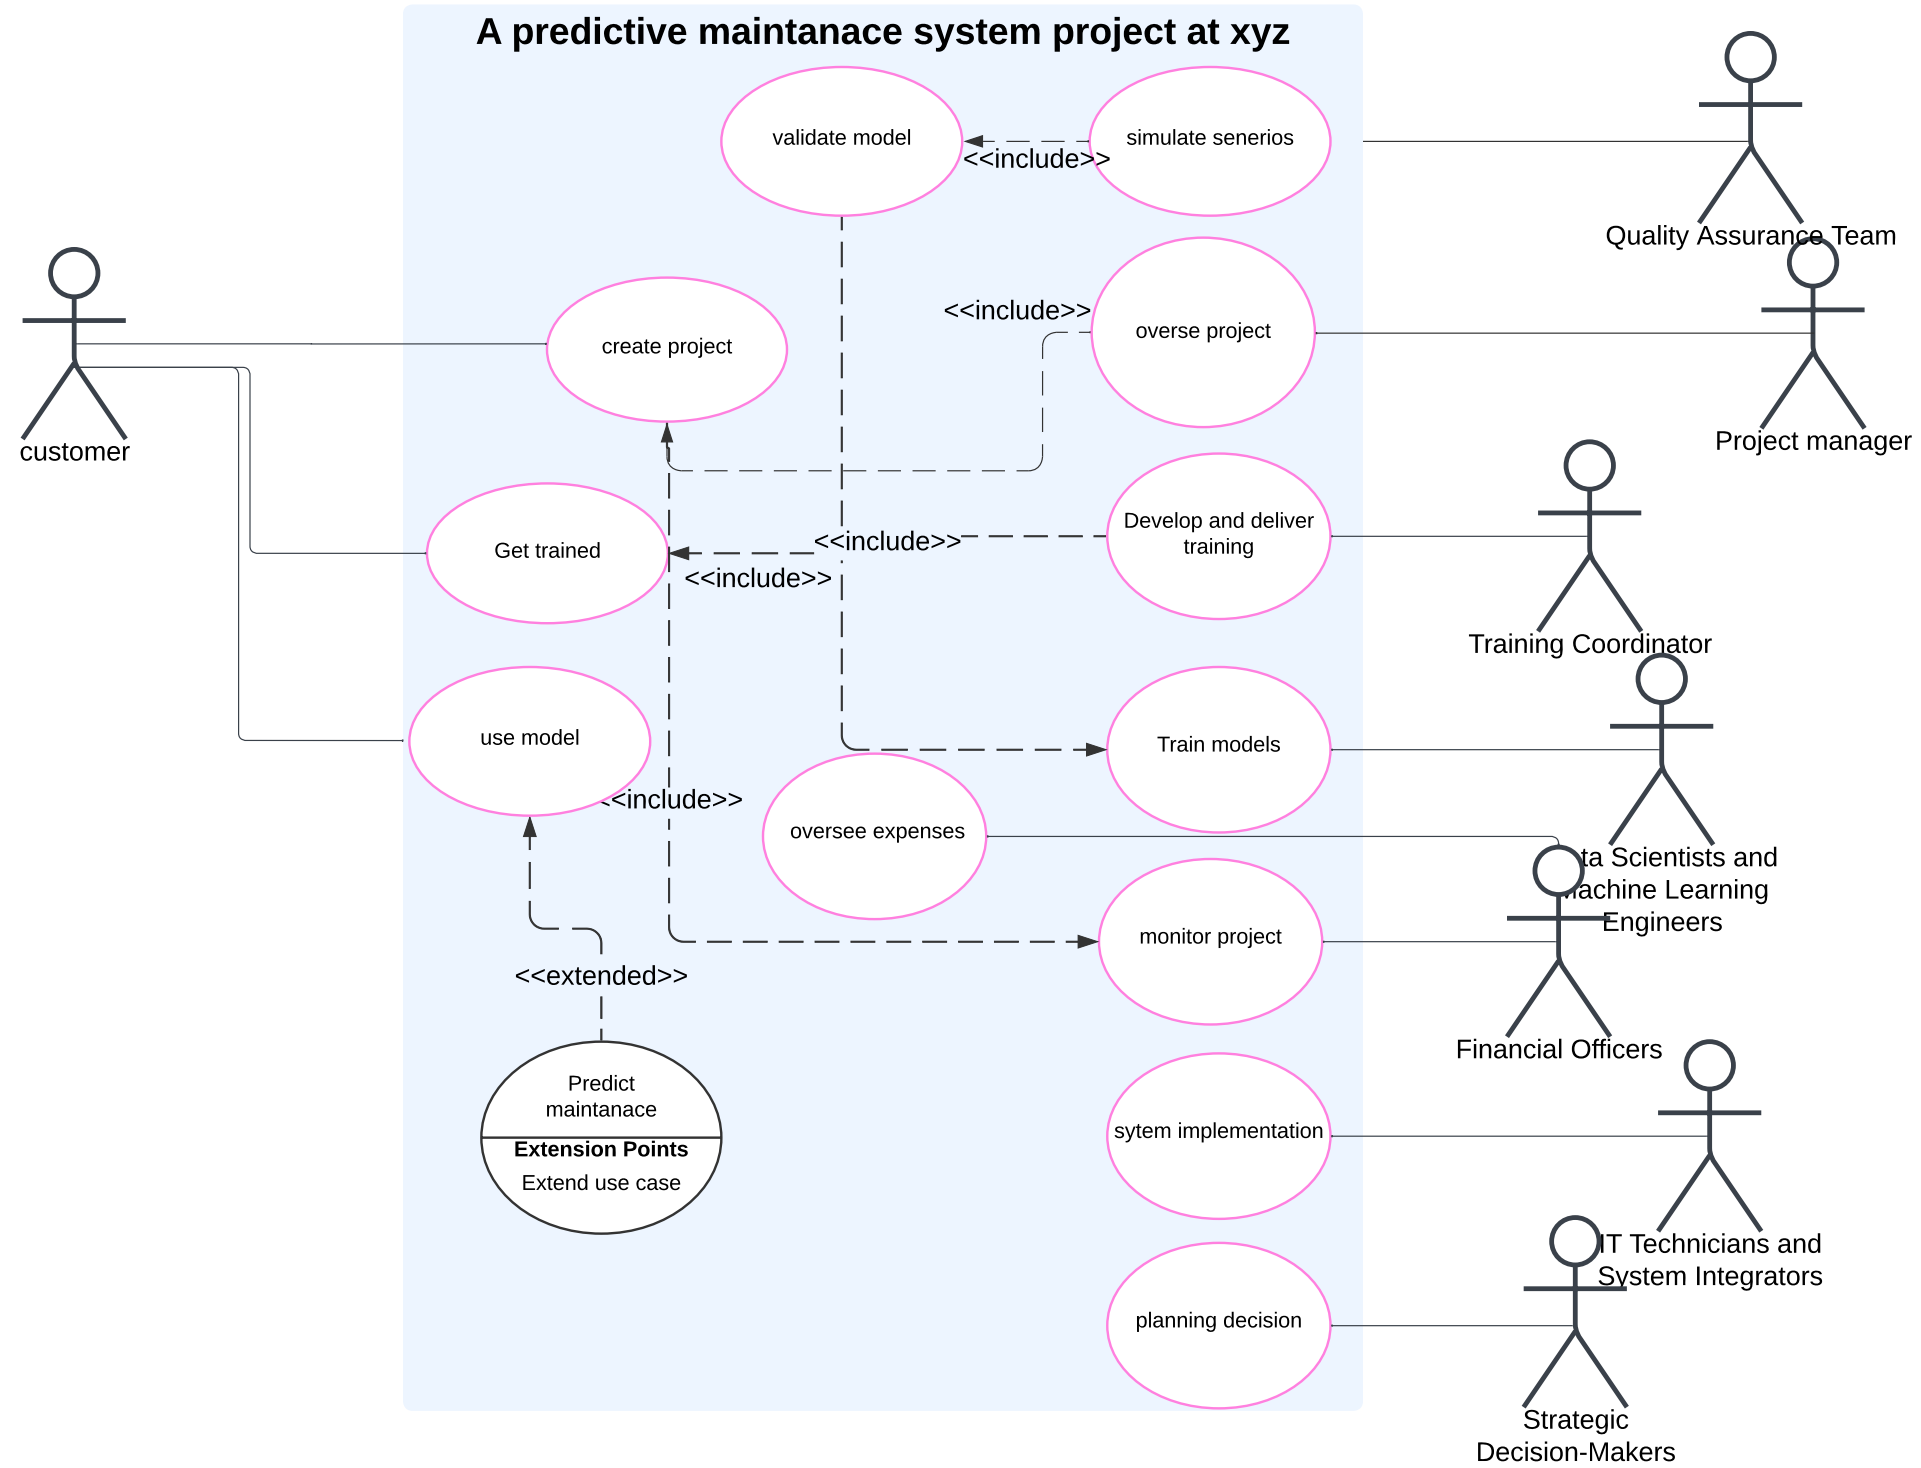 A predictive maintanace system project at xyz
validate model
simulate senerios
<<include>>
Quality Assurance Team
<<include>>
overse project
create project
Project manager
customer
Develop and deliver
training
<<include>>
Get trained
<<include>>
Training Coordinator
use model
Train models
<<include>>
oversee expenses
ta Scientists and
achine Learning
Engineers
monitor project
<<extended>>
Financial Officers
Predict
maintanace
Extension Points
Extend use case
sytem implementation
IT Technicians and
System Integrators
planning decision
Strategic
Decision-Makers